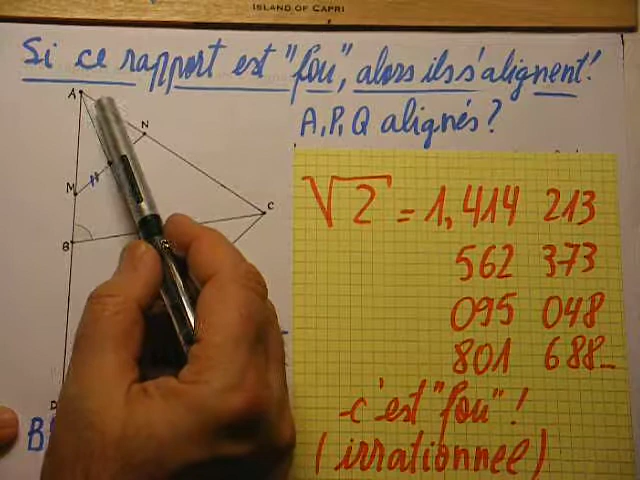 ISLAND OF CAPRI
Si ce rapport est "fou", alors ils s'alignent!
A, P, Q alignés?
A
N
M
C
B
√2 = 1,414 213
562 373
095 048
801 688...
c'est "fou"!
(irrationnel)
D
B